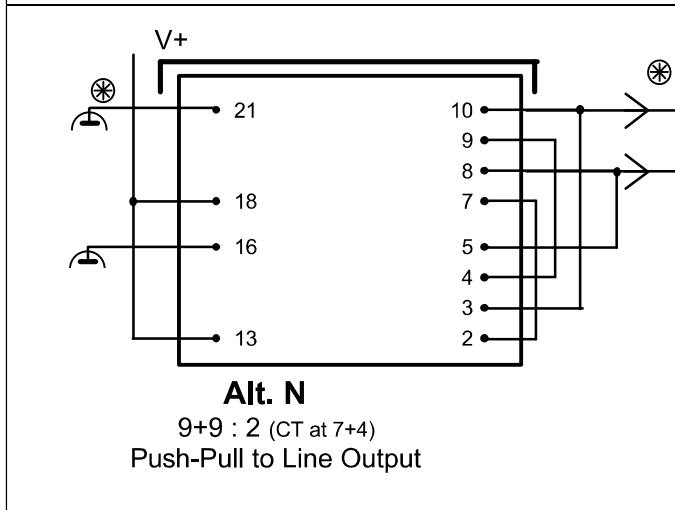 V+
21 10
9
8
18 7
16 5
4
3
13 2
Alt. N
9+9 : 2 (CT at 7+4)
Push-Pull to Line Output